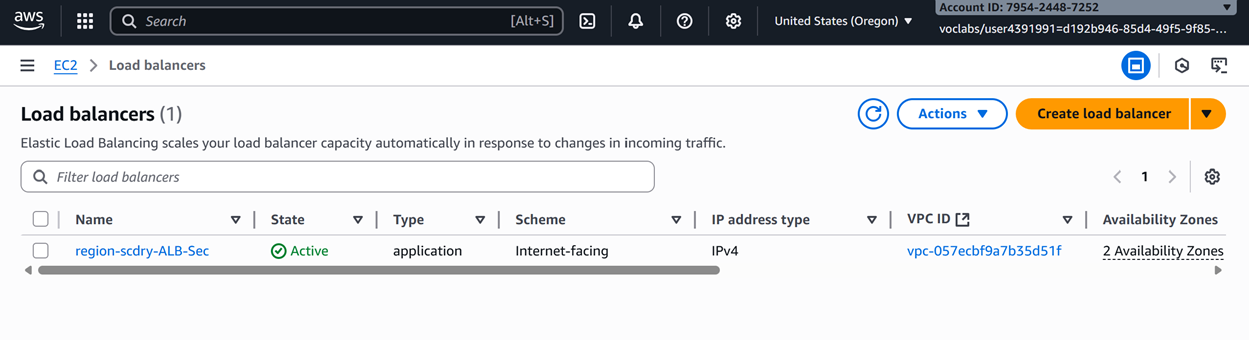 aws
Search [Alt+S] United States (Oregon) Account ID: 7954-2448-7252
voclabs/user4391991=d192b946-85d4-49f5-9f85-...
EC2 Load balancers
Load balancers (1) Actions Create load balancer
Elastic Load Balancing scales your load balancer capacity automatically in response to changes in incoming traffic.
Filter load balancers 1
Name State Type Scheme IP address type VPC ID Availability Zones
region-scdry-ALB-Sec Active application Internet-facing IPv4 vpc-057ecbf9a7b35d51f 2 Availability Zones